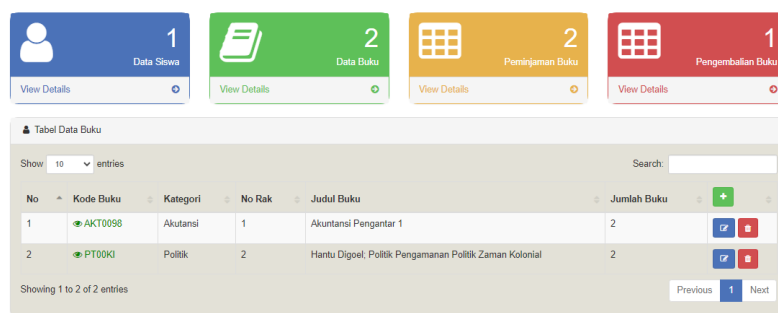 1
Data Siswa
View Details
2
Data Buku
View Details
2
Peminjaman Buku
View Details
1
Pengembalian Buku
View Details
Tabel Data Buku
Show 10 entries
Search:
No Kode Buku Kategori No Rak Judul Buku Jumlah Buku
1 AKT0098 Akutansi 1 Akuntansi Pengantar 1 2
2 PT00KI Politik 2 Hantu Digoel; Politik Pengamanan Politik Zaman Kolonial 2
Showing 1 to 2 of 2 entries
Previous 1 Next